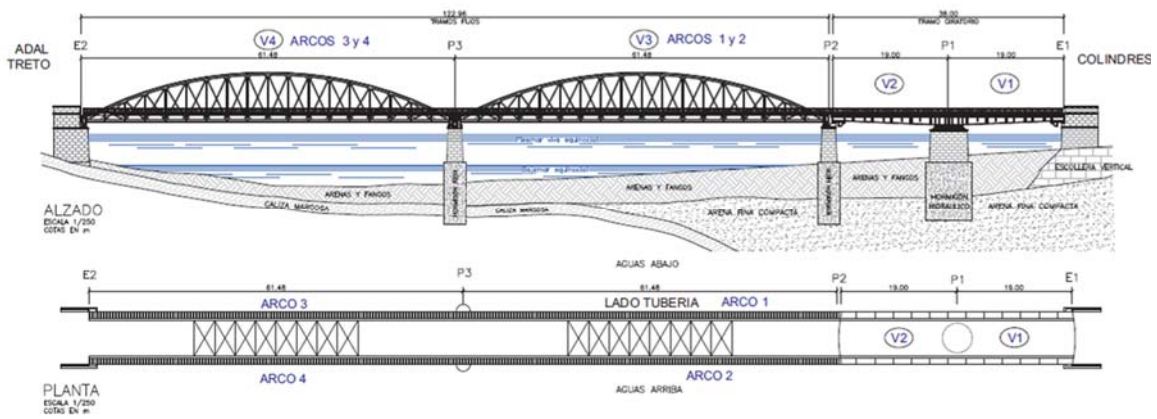 122.96
TRAMOS FIJOS
38.00
TRAMO GIRATORIO
ADAL
TRETO
E2
V4 ARCOS 3 y 4
61.48
P3
V3 ARCOS 1 y 2
61.48
P2
19.00
P1
19.00
E1
COLINDRES
V2
V1
ALZADO
ESCALA 1/250
COTAS EN m
ARENAS Y FANGOS
CALIZA MARGOSA
CALIZA MARGOSA
ARENAS Y FANGOS
ARENA FINA COMPACTA
ARENAS Y FANGOS
HORMIGÓN
HIDRAULICO
ESCOLLERA VERTICAL
ARENA FINA COMPACTA
AGUAS ABAJO
E2
61.48
P3
61.48
P2
19.00
P1
19.00
E1
ARCO 3
LADO TUBERIA ARCO 1
V2
V1
ARCO 4
ARCO 2
AGUAS ARRIBA
PLANTA
ESCALA 1/250
COTAS EN m